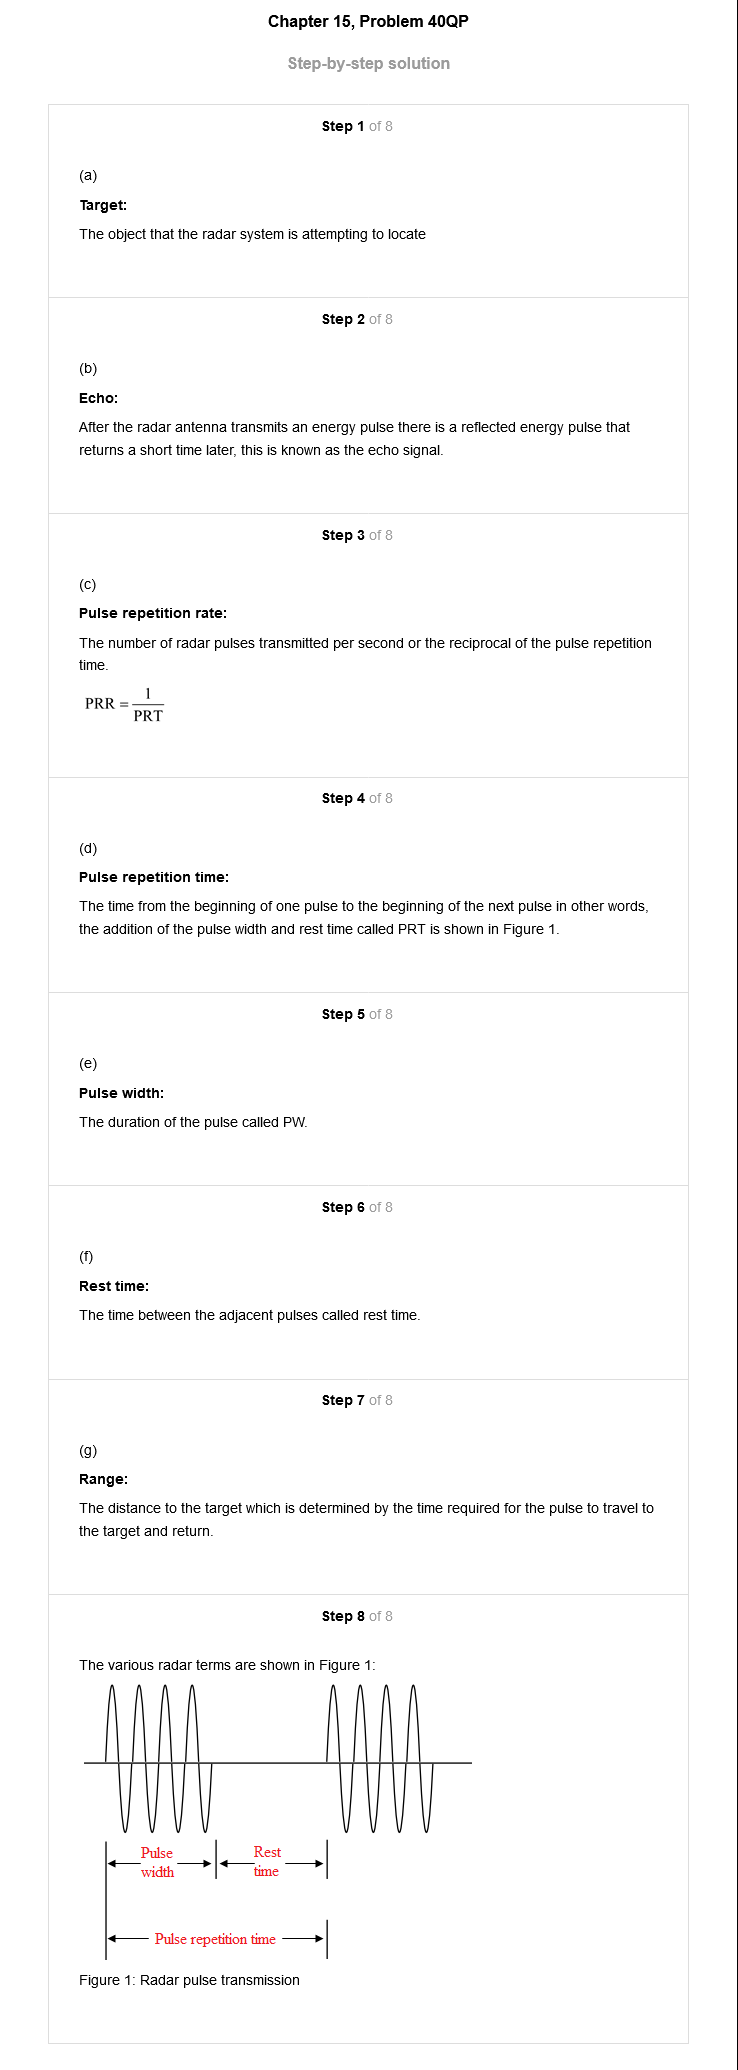 Chapter 15, Problem 40QP
Step-by-step solution
Step 1 of 8
(a)
Target:
The object that the radar system is attempting to locate
Step 2 of 8
(b)
Echo:
After the radar antenna transmits an energy pulse there is a reflected energy pulse that
returns a short time later, this is known as the echo signal.
Step 3 of 8
(c)
Pulse repetition rate:
The number of radar pulses transmitted per second or the reciprocal of the pulse repetition
time.
PRR = 1
PRT
Step 4 of 8
(d)
Pulse repetition time:
The time from the beginning of one pulse to the beginning of the next pulse in other words,
the addition of the pulse width and rest time called PRT is shown in Figure 1.
Step 5 of 8
(e)
Pulse width:
The duration of the pulse called PW.
Step 6 of 8
(f)
Rest time:
The time between the adjacent pulses called rest time.
Step 7 of 8
(g)
Range:
The distance to the target which is determined by the time required for the pulse to travel to
the target and return.
Step 8 of 8
The various radar terms are shown in Figure 1:
Pulse
width
Rest
time
Pulse repetition time
Figure 1: Radar pulse transmission